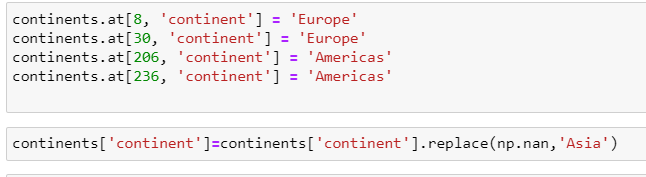 continents.at[8, 'continent'] = 'Europe'
continents.at[30, 'continent'] = 'Europe'
continents.at[206, 'continent'] = 'Americas'
continents.at[236, 'continent'] = 'Americas'
continents['continent']=continents['continent'].replace(np.nan,'Asia')